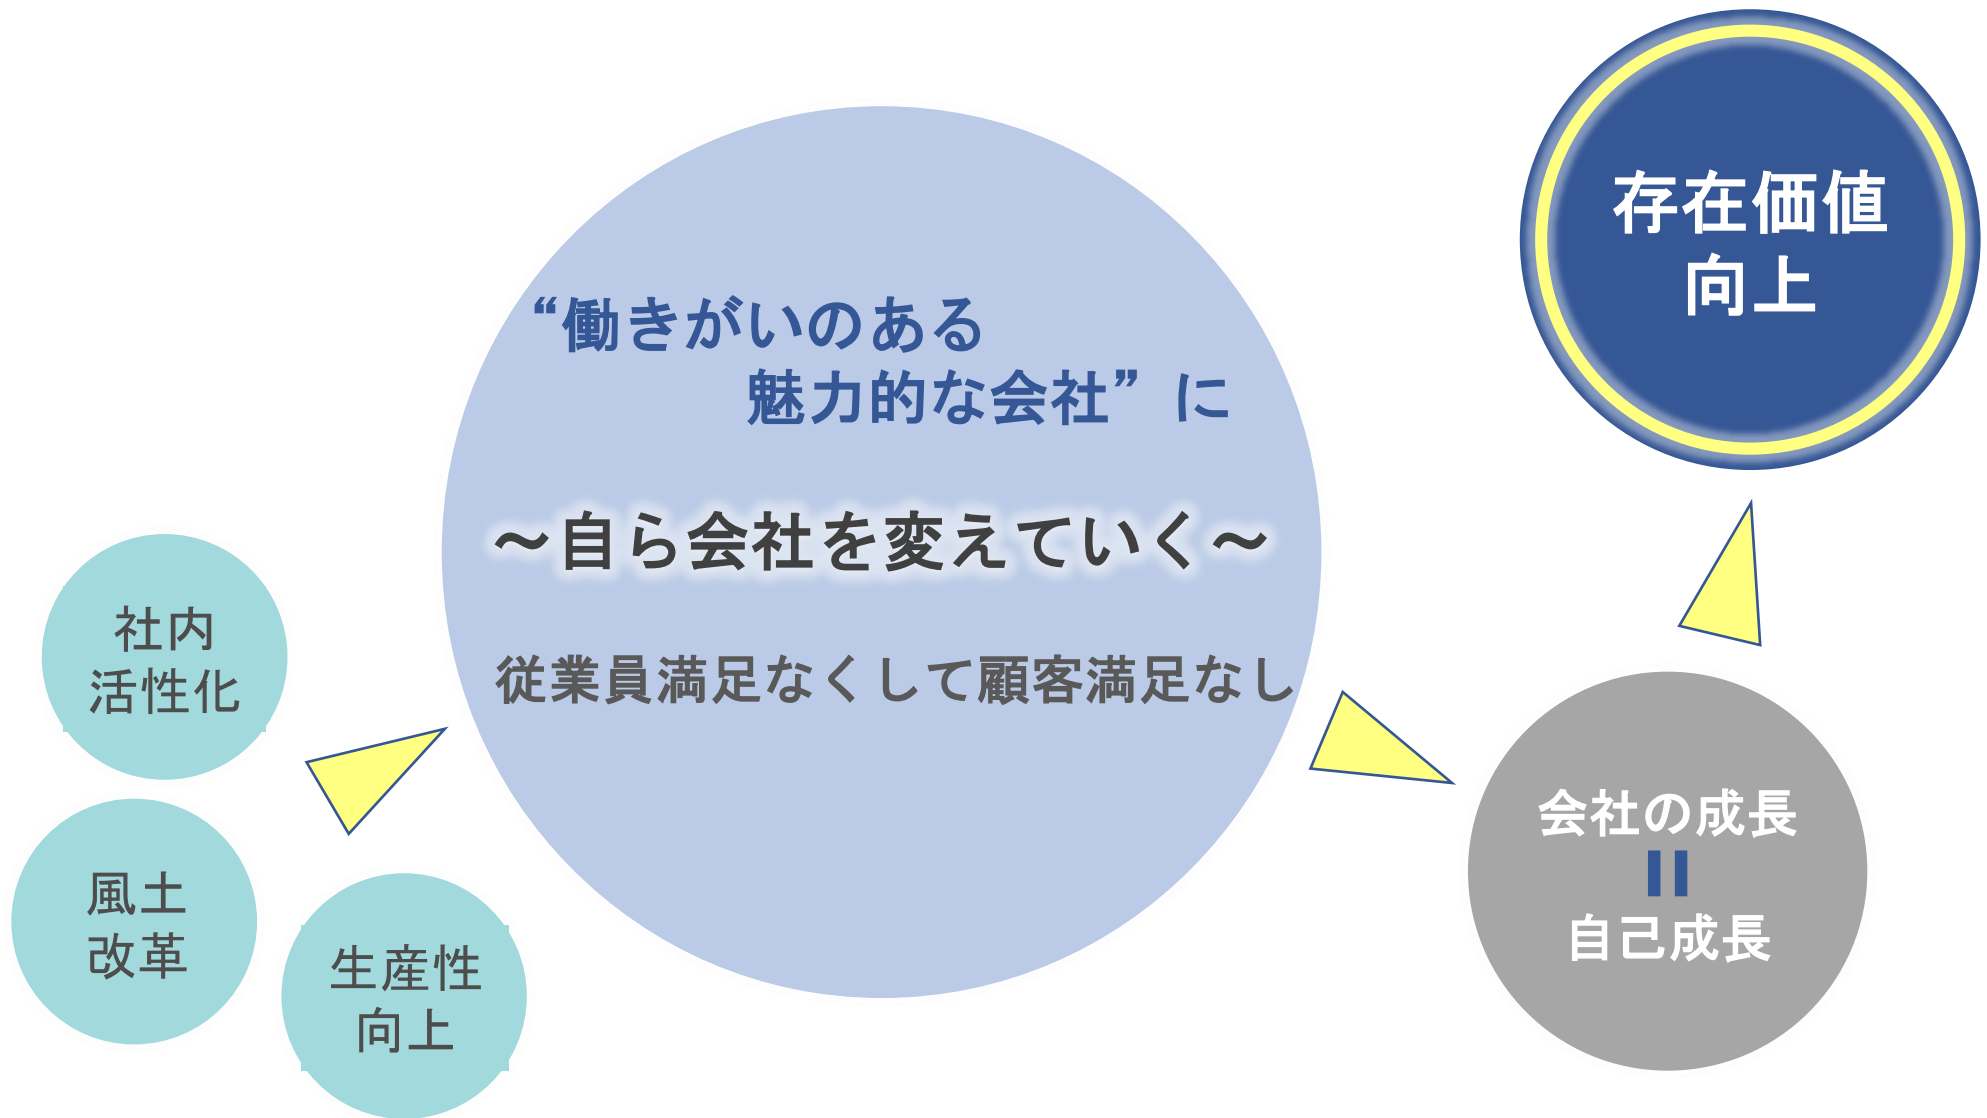 存在価値
向上
“働きがいのある
魅力的な会社”に
～自ら会社を変えていく～
従業員満足なくして顧客満足なし
社内
活性化
風土
改革
生産性
向上
会社の成長
=
自己成長